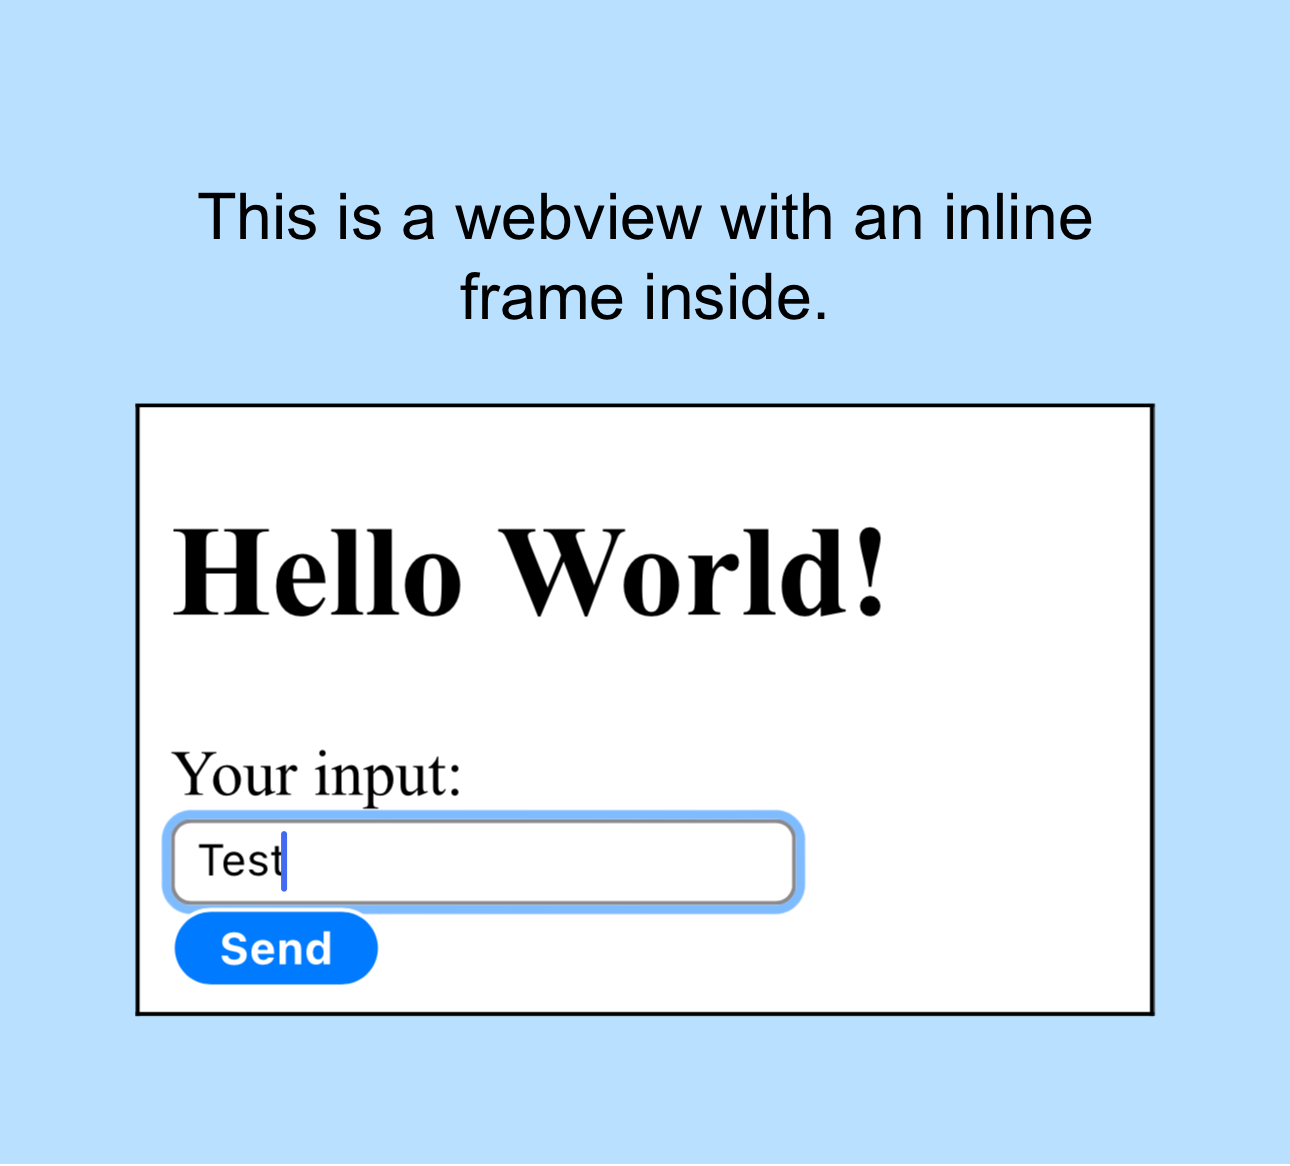 This is a webview with an inline
frame inside.
Hello World!
Your input:
Test
Send